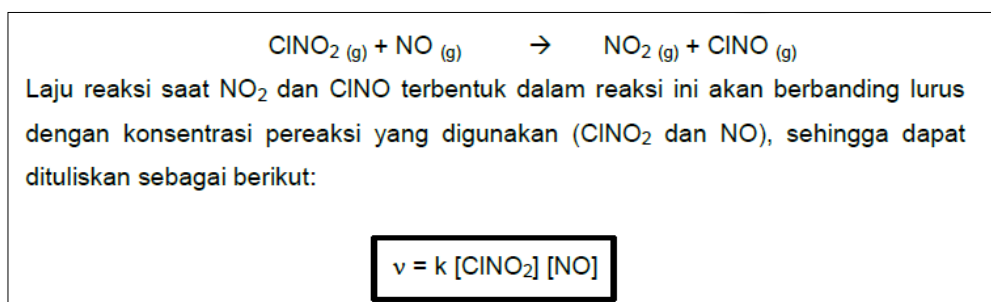 ClNO₂ (g) + NO (g) → NO₂ (g) + ClNO (g)
Laju reaksi saat NO₂ dan ClNO terbentuk dalam reaksi ini akan berbanding lurus
dengan konsentrasi pereaksi yang digunakan (ClNO₂ dan NO), sehingga dapat
dituliskan sebagai berikut:
ν = k [ClNO₂] [NO]